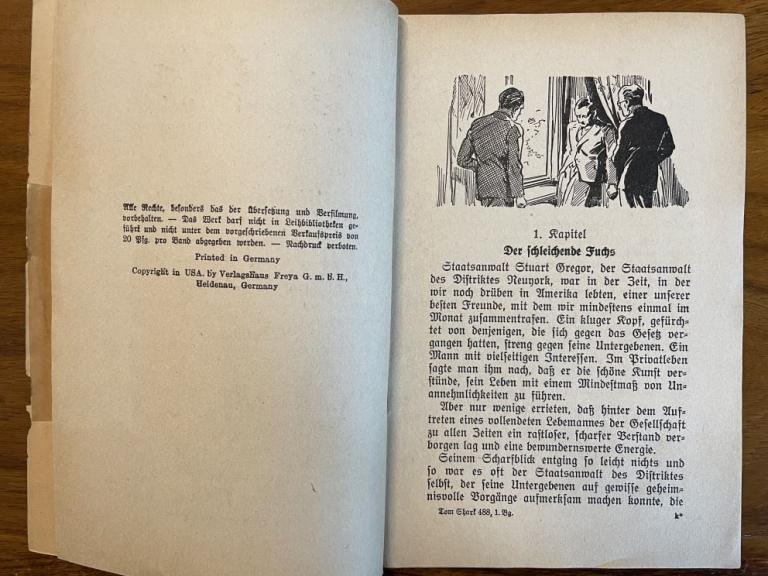 Alle Rechte, besonders das der Übersetzung und Verfilmung,
vorbehalten. — Das Werk darf nicht in Leihbibliotheken ge-
führt und nicht unter dem vorgeschriebenen Verkaufspreis von
20 Pfg. pro Band abgegeben werden. — Nachdruck verboten.
Printed in Germany
Copyright in USA. by Verlagshaus Freya G. m. b. H.,
Heidenau, Germany
1. Kapitel
Der schleichende Fuchs
Staatsanwalt Stuart Gregor, der Staatsanwalt
des Distriktes Neuyork, war in der Zeit, in der
wir noch drüben in Amerika lebten, einer unserer
besten Freunde, mit dem wir mindestens einmal im
Monat zusammentrafen. Ein kluger Kopf, gefürch-
tet von denjenigen, die sich gegen das Gesetz ver-
gangen hatten, streng gegen seine Untergebenen. Ein
Mann mit vielseitigen Interessen. Im Privatleben
sagte man ihm nach, daß er die schöne Kunst ver-
stünde, sein Leben mit einem Mindestmaß von Un-
annehmlichkeiten zu führen.
Aber nur wenige errieten, daß hinter dem Auf-
treten eines vollendeten Lebemannes der Gesellschaft
zu allen Zeiten ein rastloser, scharfer Verstand ver-
borgen lag und eine bewundernswerte Energie.
Seinem Scharfblick entging so leicht nichts und
so war es oft der Staatsanwalt des Distriktes
selbst, der seine Untergebenen auf gewisse geheim-
nisvolle Vorgänge aufmerksam machen konnte, die
Tom Shark 488, 1. Bg. k*